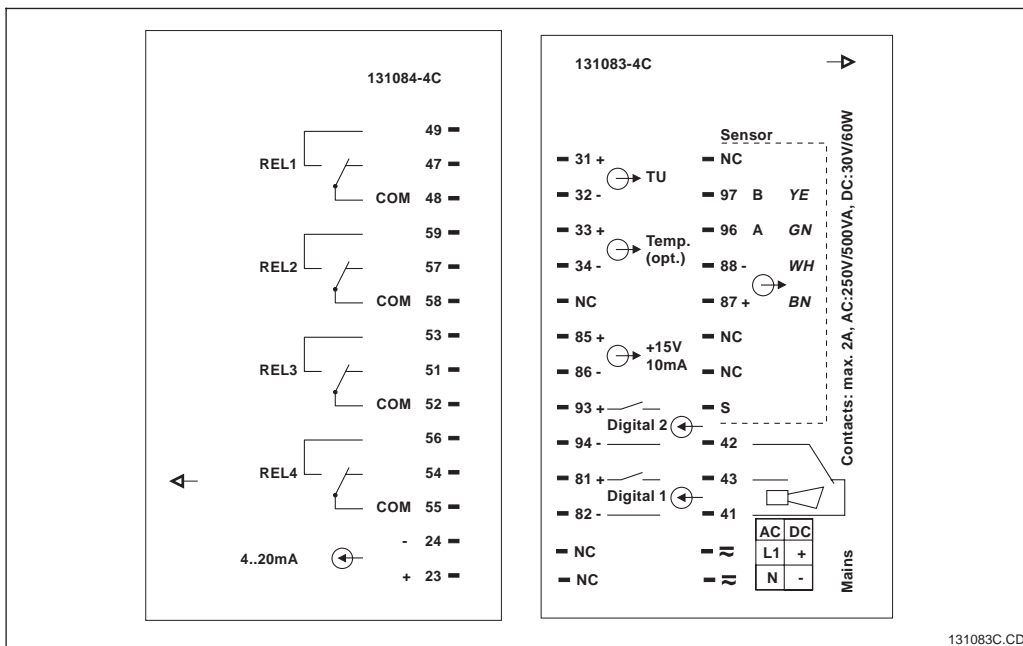 131084-4C
49
REL1
47
COM 48
59
REL2
57
COM 58
53
REL3
51
COM 52
56
REL4
54
COM 55
- 24
4..20mA
+ 23
131083-4C
Sensor
31 +
TU
32 -
33 +
Temp.
(opt.)
34 -
NC
85 +
+15V
10mA
86 -
93 +
Digital 2
94 -
81 +
Digital 1
82 -
NC
NC
NC
97 B YE
96 A GN
88 - WH
87 + BN
NC
NC
S
42
43
41
AC DC
L1 +
N -
Contacts: max. 2A, AC:250V/500VA, DC:30V/60W
Mains
131083C.CD